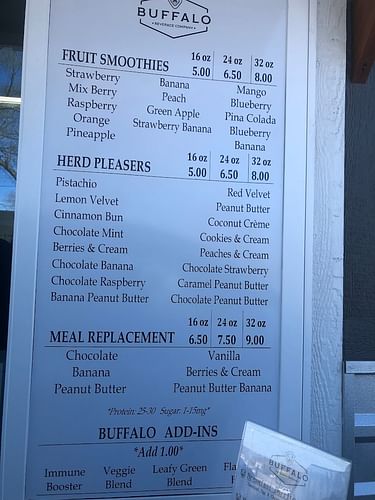 BUFFALO
BEVERAGE COMPANY
FRUIT SMOOTHIES 16 oz 24 oz 32 oz
5.00 6.50 8.00
Strawberry Banana Mango
Mix Berry Peach Blueberry
Raspberry Green Apple Pina Colada
Orange Strawberry Banana Blueberry
Pineapple Banana
HERD PLEASERS 16 oz 24 oz 32 oz
5.00 6.50 8.00
Pistachio Red Velvet
Lemon Velvet Peanut Butter
Cinnamon Bun Coconut Crème
Chocolate Mint Cookies & Cream
Berries & Cream Peaches & Cream
Chocolate Banana Chocolate Strawberry
Chocolate Raspberry Caramel Peanut Butter
Banana Peanut Butter Chocolate Peanut Butter
MEAL REPLACEMENT 16 oz 24 oz 32 oz
6.50 7.50 9.00
Chocolate Vanilla
Banana Berries & Cream
Peanut Butter Peanut Butter Banana
*Protein: 25-30 Sugar: 1-15mg*
BUFFALO ADD-INS
*Add 1.00*
Immune Veggie Leafy Green
Booster Blend Blend
BUFFALO